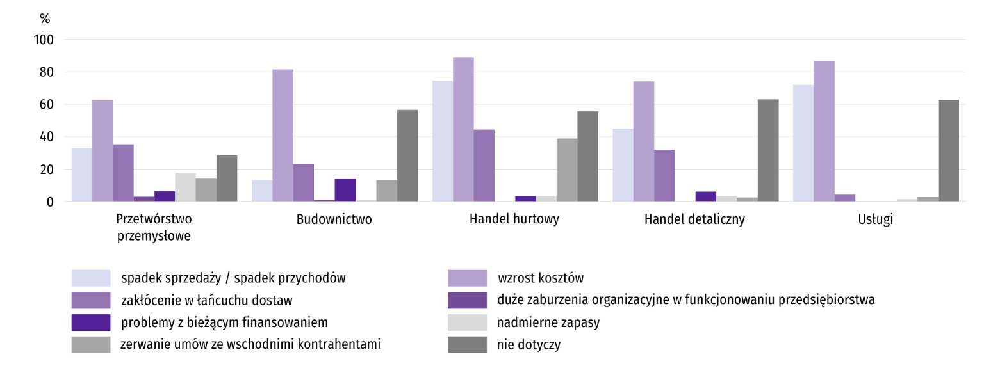 %
100
80
60
40
20
0
Przetwórstwo
przemysłowe
Budownictwo
Handel hurtowy
Handel detaliczny
Usługi
spadek sprzedaży / spadek przychodów
wzrost kosztów
zakłócenie w łańcuchu dostaw
duże zaburzenia organizacyjne w funkcjonowaniu przedsiębiorstwa
problemy z bieżącym finansowaniem
nadmierne zapasy
zerwanie umów ze wschodnimi kontrahentami
nie dotyczy